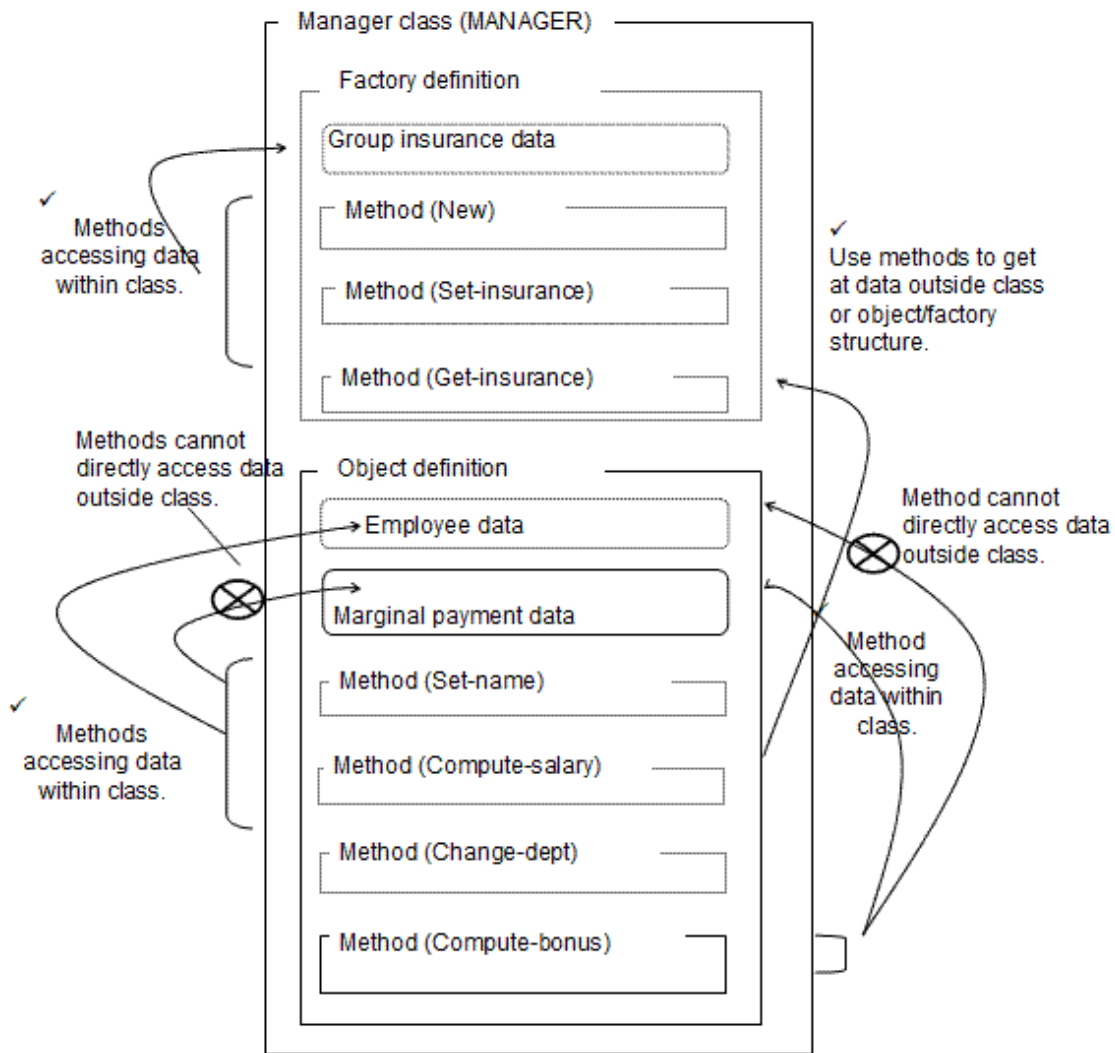 Manager class (MANAGER)
Factory definition
Group insurance data
Method (New)
Method (Set-insurance)
Method (Get-insurance)
✓
Methods
accessing data
within class.
✓
Use methods to get
at data outside class
or object/factory
structure.
Methods cannot
directly access data
outside class.
Object definition
Employee data
Marginal payment data
Method (Set-name)
Method (Compute-salary)
Method (Change-dept)
Method (Compute-bonus)
Method cannot
directly access data
outside class.
✓
Method
accessing
data within
class.
✓
Methods
accessing data
within class.